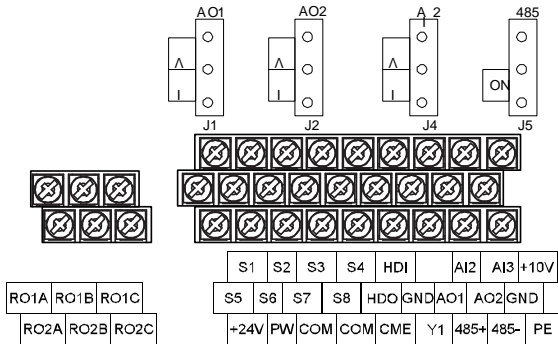 AO1 AO2 A 2 485
V V V
I I I ON
J1 J2 J4 J5
S1 S2 S3 S4 HDI AI2 AI3 +10V
RO1A RO1B RO1C S5 S6 S7 S8 HDO GND AO1 AO2 GND
RO2A RO2B RO2C +24V PW COM COM CME Y1 485+ 485- PE